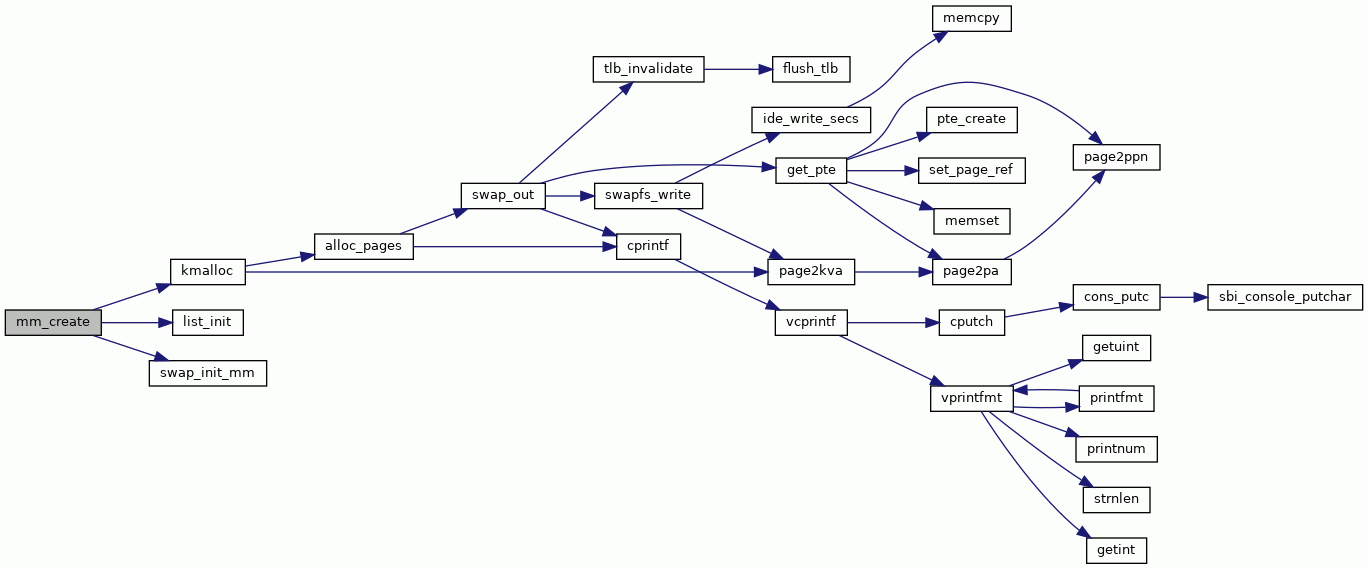 memcpy
tlb_invalidate
flush_tlb
ide_write_secs
pte_create
page2ppn
get_pte
set_page_ref
swap_out
swapfs_write
memset
alloc_pages
cprintf
kmalloc
page2kva
page2pa
cons_putc
sbi_console_putchar
mm_create
list_init
vcprintf
cputch
getuint
swap_init_mm
vprintfmt
printfmt
printnum
strnlen
getint